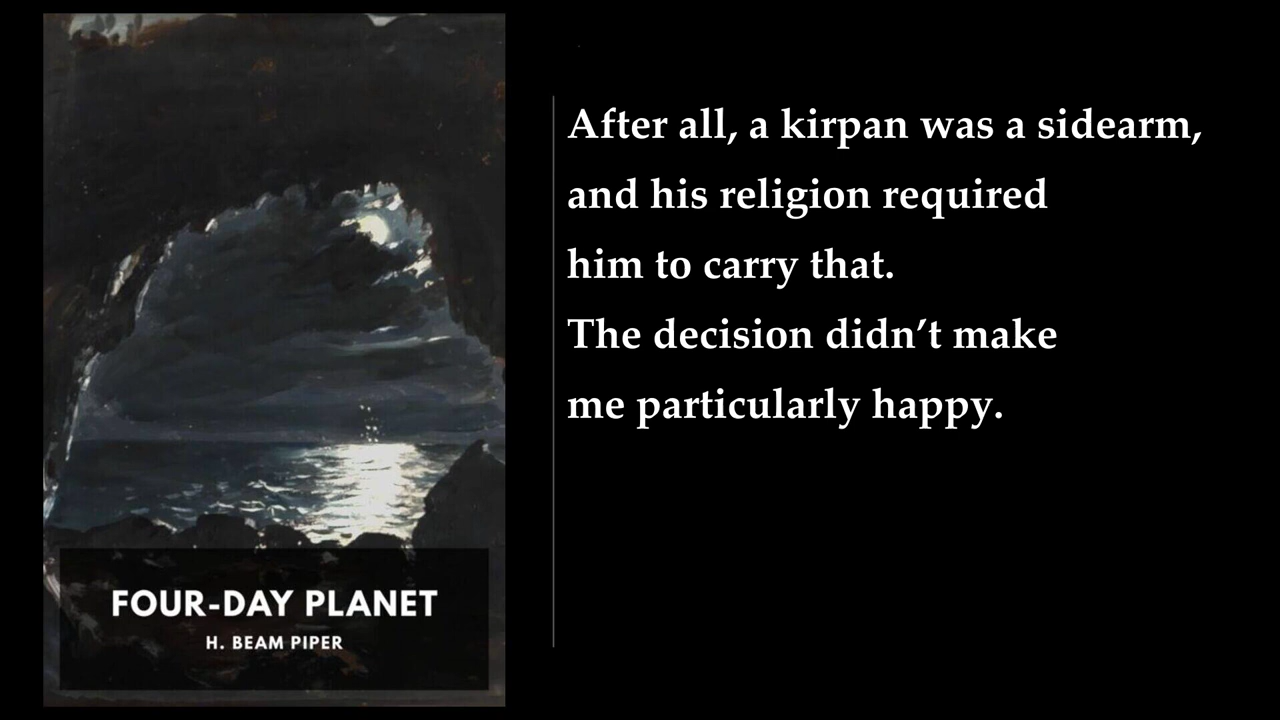 After all, a kirpan was a sidearm,
and his religion required
him to carry that.
The decision didn’t make
me particularly happy.
FOUR-DAY PLANET
H. BEAM PIPER